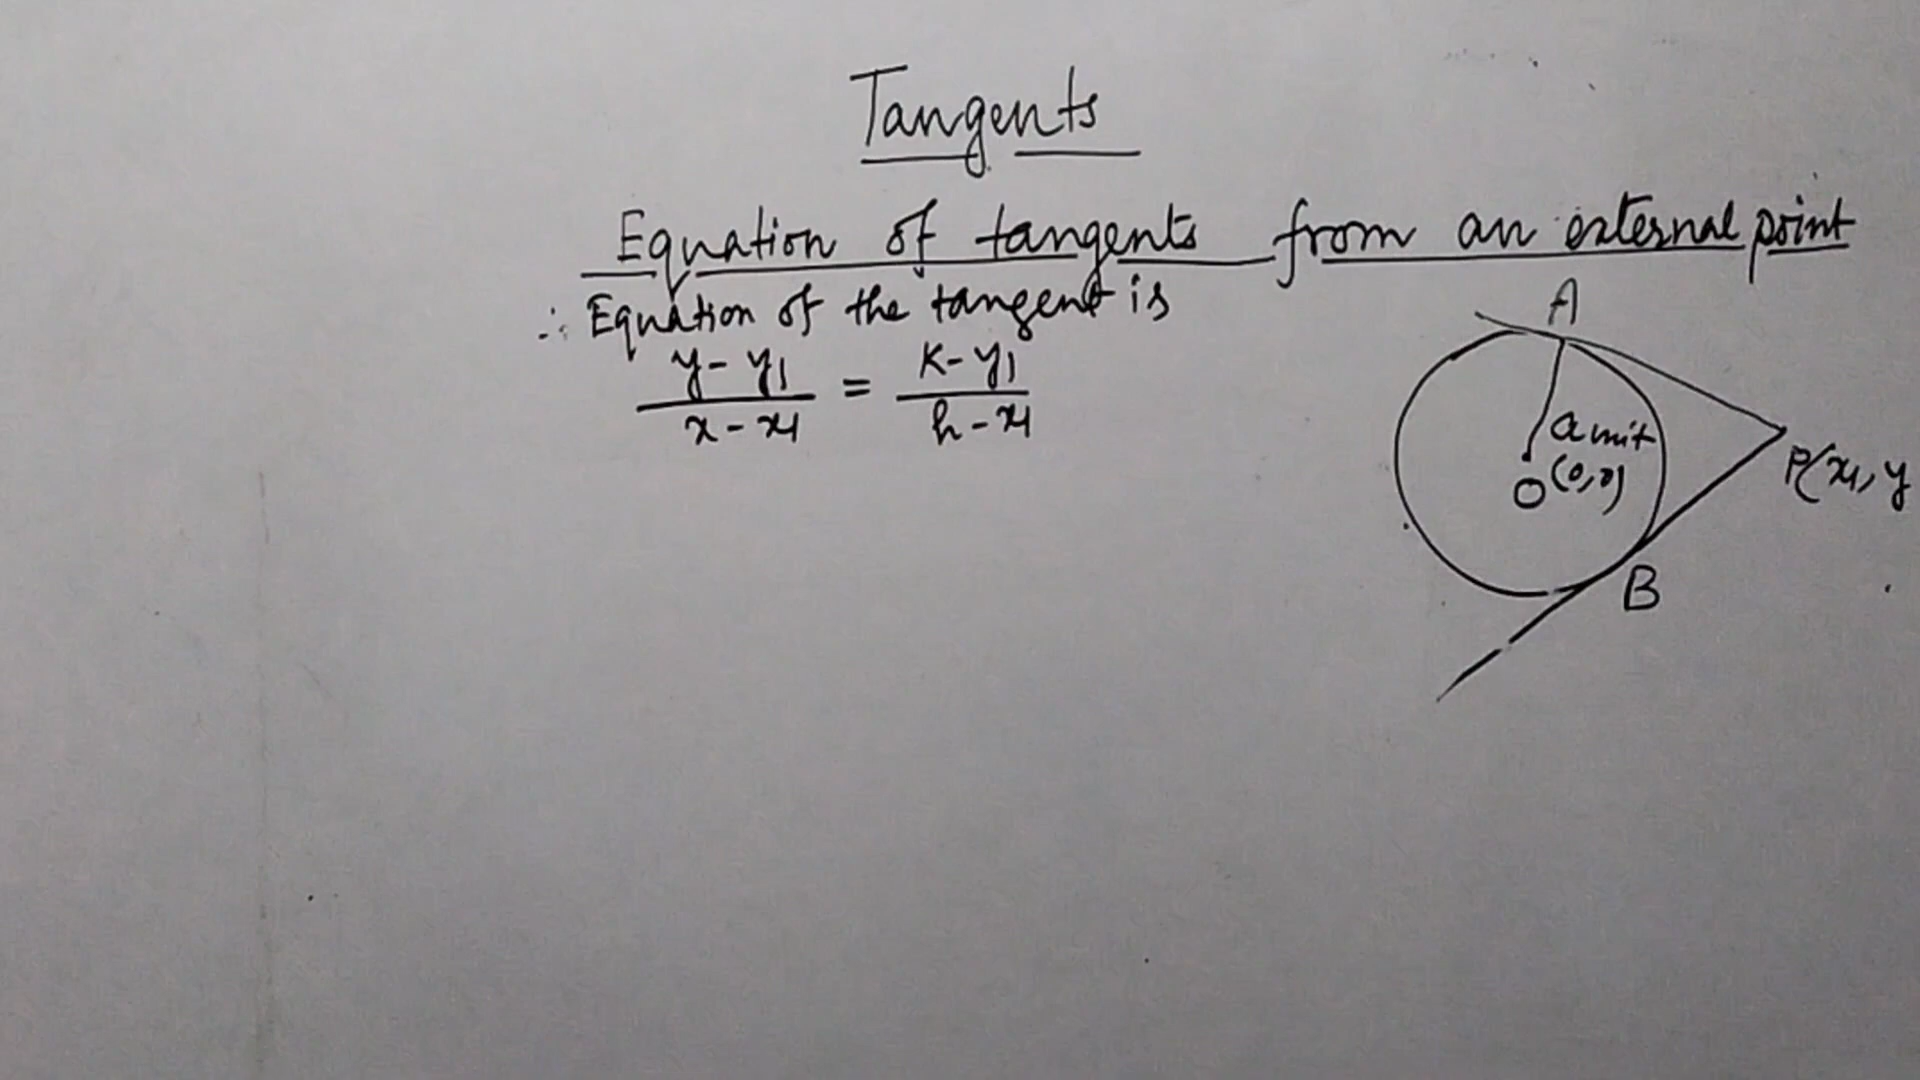 Tangents
Equation of tangents from an external point
∴ Equation of the tangent is
y - y₁ / x - x₁ = K - y₁ / h - x₁
A
a unit
O (0,0)
P(x₁, y
B